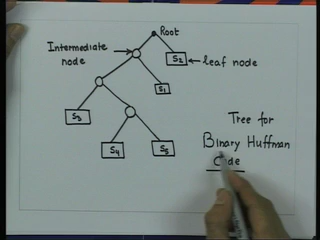 Root
Intermediate
node
S2
leaf node
S1
S3
S4
S5
Tree for
Binary Huffman
Code